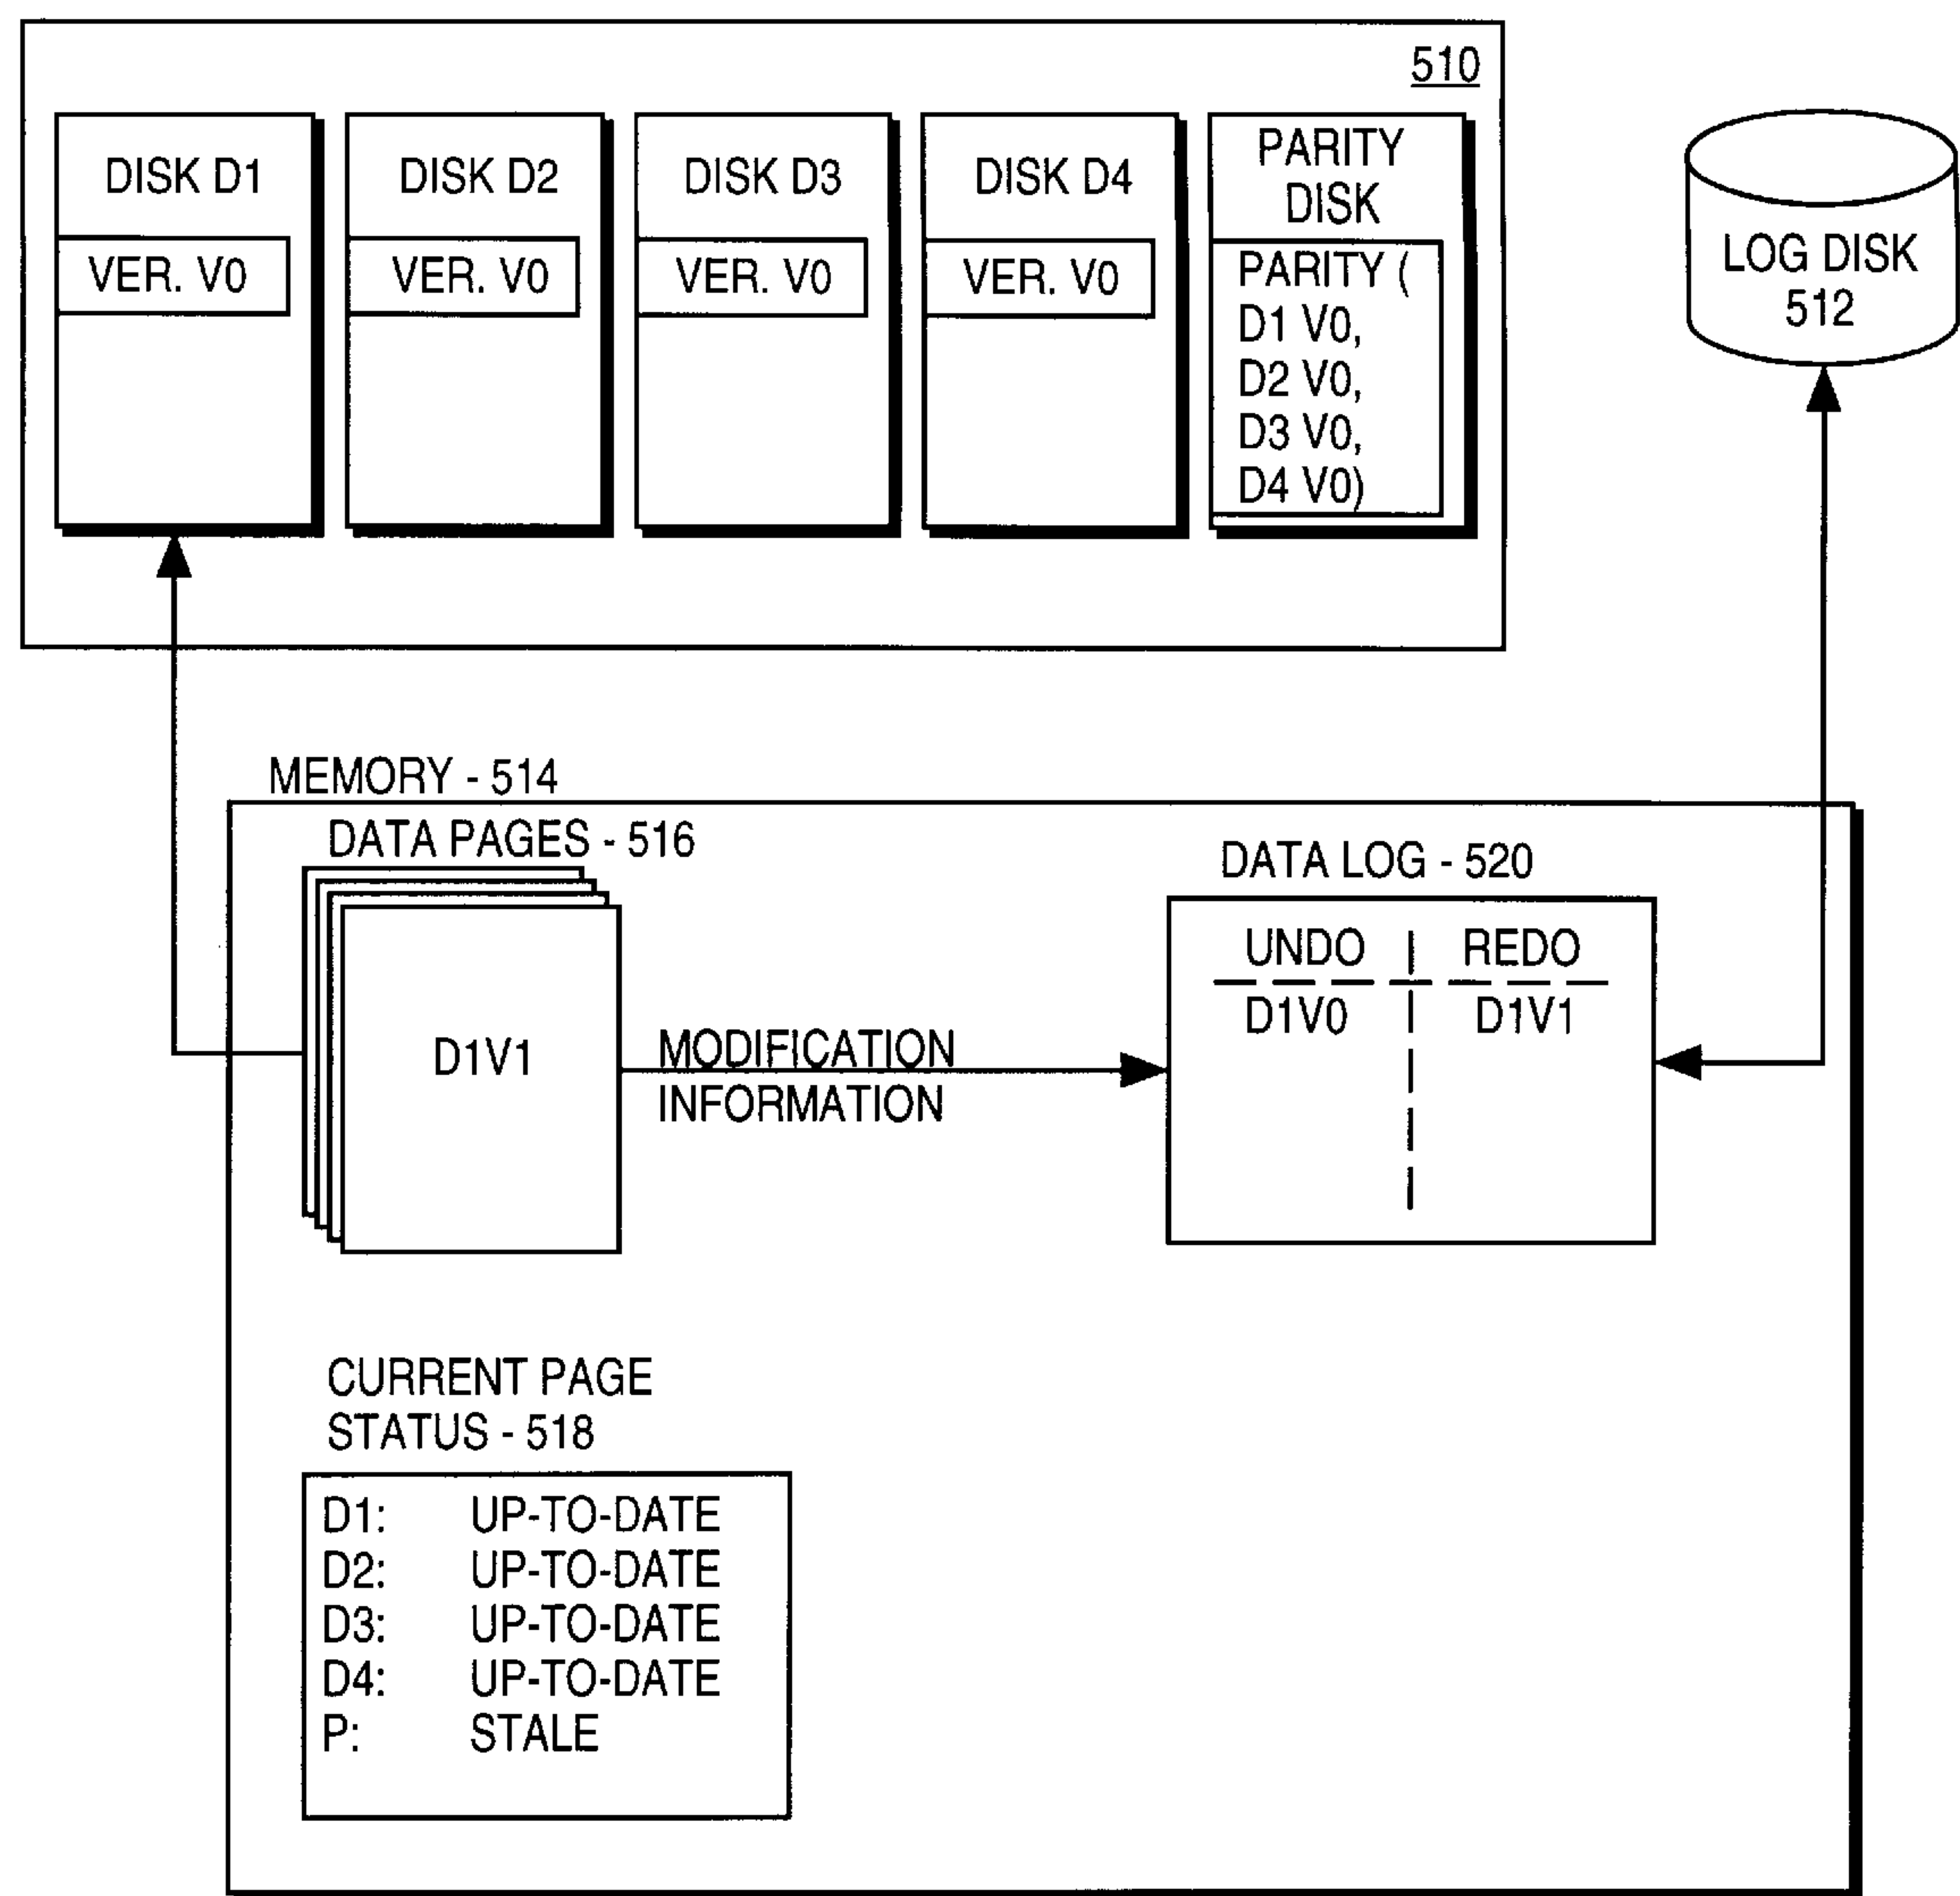 510
DISK D1
VER. V0
DISK D2
VER. V0
DISK D3
VER. V0
DISK D4
VER. V0
PARITY
DISK
PARITY (
D1 V0,
D2 V0,
D3 V0,
D4 V0)
LOG DISK
512
MEMORY - 514
DATA PAGES - 516
D1V1
MODIFICATION
INFORMATION
DATA LOG - 520
UNDO REDO
D1V0 D1V1
CURRENT PAGE
STATUS - 518
D1: UP-TO-DATE
D2: UP-TO-DATE
D3: UP-TO-DATE
D4: UP-TO-DATE
P: STALE